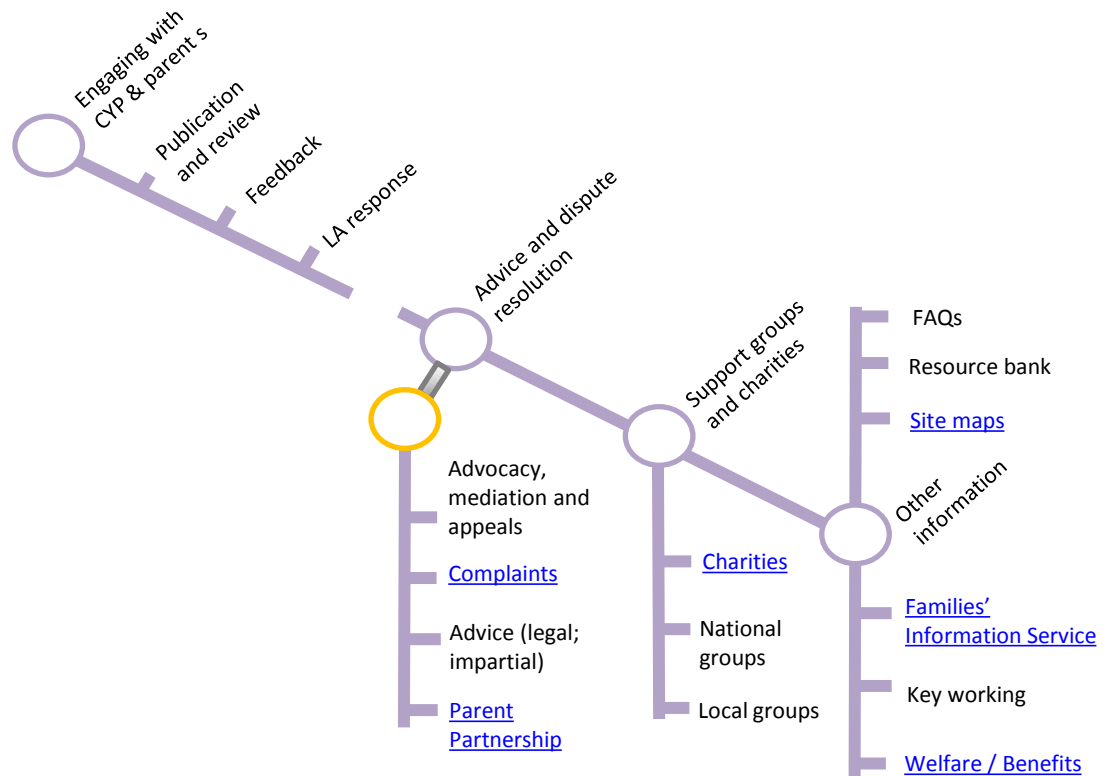 Engaging with
CYP & parent s
Publication
and review
Feedback
LA response
Advice and dispute
resolution
Advocacy,
mediation and
appeals
Complaints
Advice (legal;
impartial)
Parent
Partnership
Support groups
and charities
Charities
National
groups
Local groups
FAQs
Resource bank
Site maps
Other
information
Families’
Information Service
Key working
Welfare / Benefits